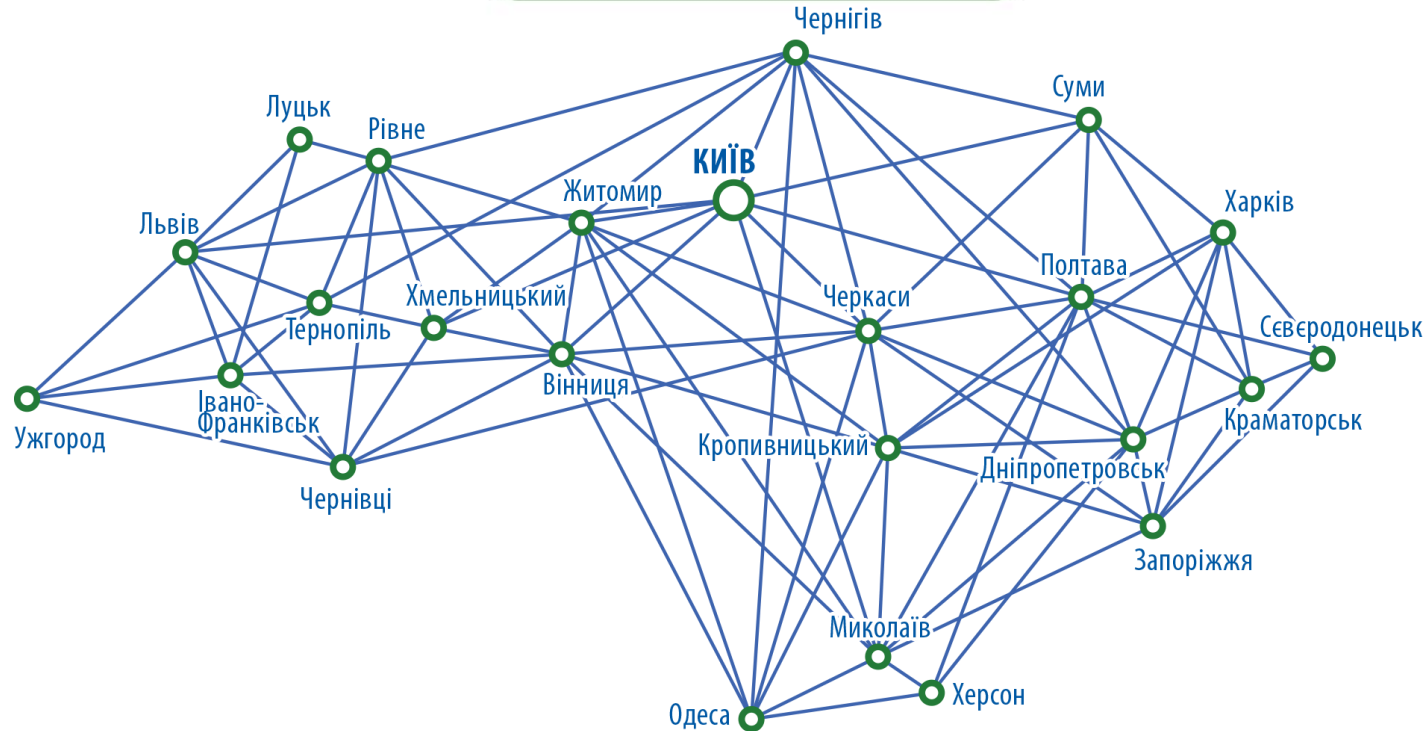 Чернігів
Суми
Луцьк
Рівне
КИЇВ
Житомир
Харків
Львів
Полтава
Хмельницький
Черкаси
Тернопіль
Сєвєродонецьк
Вінниця
Івано-
Франківськ
Краматорськ
Ужгород
Кропивницький
Дніпропетровськ
Чернівці
Запоріжжя
Миколаїв
Херсон
Одеса